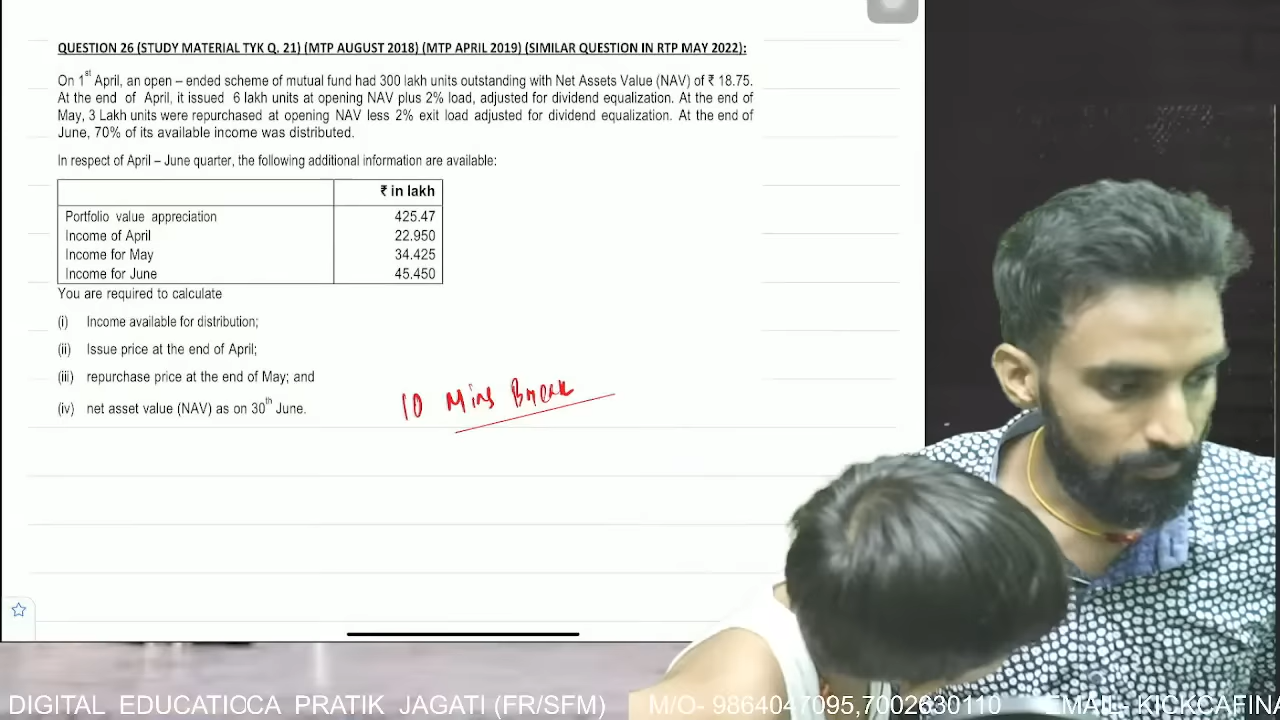 QUESTION 26 (STUDY MATERIAL TYK Q. 21) (MTP AUGUST 2018) (MTP APRIL 2019) (SIMILAR QUESTION IN RTP MAY 2022):
On 1st April, an open – ended scheme of mutual fund had 300 lakh units outstanding with Net Assets Value (NAV) of ₹ 18.75.
At the end of April, it issued 6 lakh units at opening NAV plus 2% load, adjusted for dividend equalization. At the end of
May, 3 Lakh units were repurchased at opening NAV less 2% exit load adjusted for dividend equalization. At the end of
June, 70% of its available income was distributed.
In respect of April – June quarter, the following additional information are available:
₹ in lakh
Portfolio value appreciation 425.47
Income of April 22.950
Income for May 34.425
Income for June 45.450
You are required to calculate
(i) Income available for distribution;
(ii) Issue price at the end of April;
(iii) repurchase price at the end of May; and
(iv) net asset value (NAV) as on 30th June.
10 Mins Break
DIGITAL EDUCATIOCA PRATIK JAGATI (FR/SFM) M/O- 9864047095,7002630110 EMAIL- KICKCAFINA